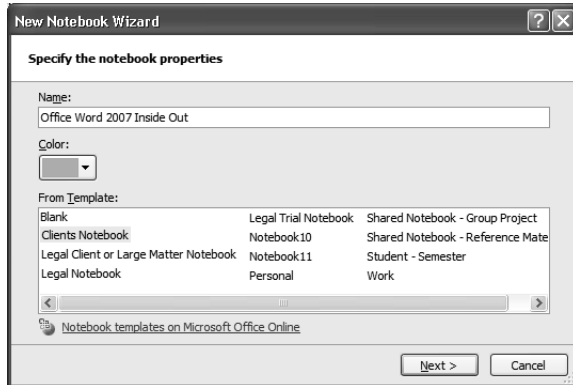 New Notebook Wizard
Specify the notebook properties
Name:
Office Word 2007 Inside Out
Color:
From Template:
Blank
Clients Notebook
Legal Client or Large Matter Notebook
Legal Notebook
Legal Trial Notebook
Notebook10
Notebook11
Personal
Shared Notebook - Group Project
Shared Notebook - Reference Mate
Student - Semester
Work
Notebook templates on Microsoft Office Online
Next >
Cancel